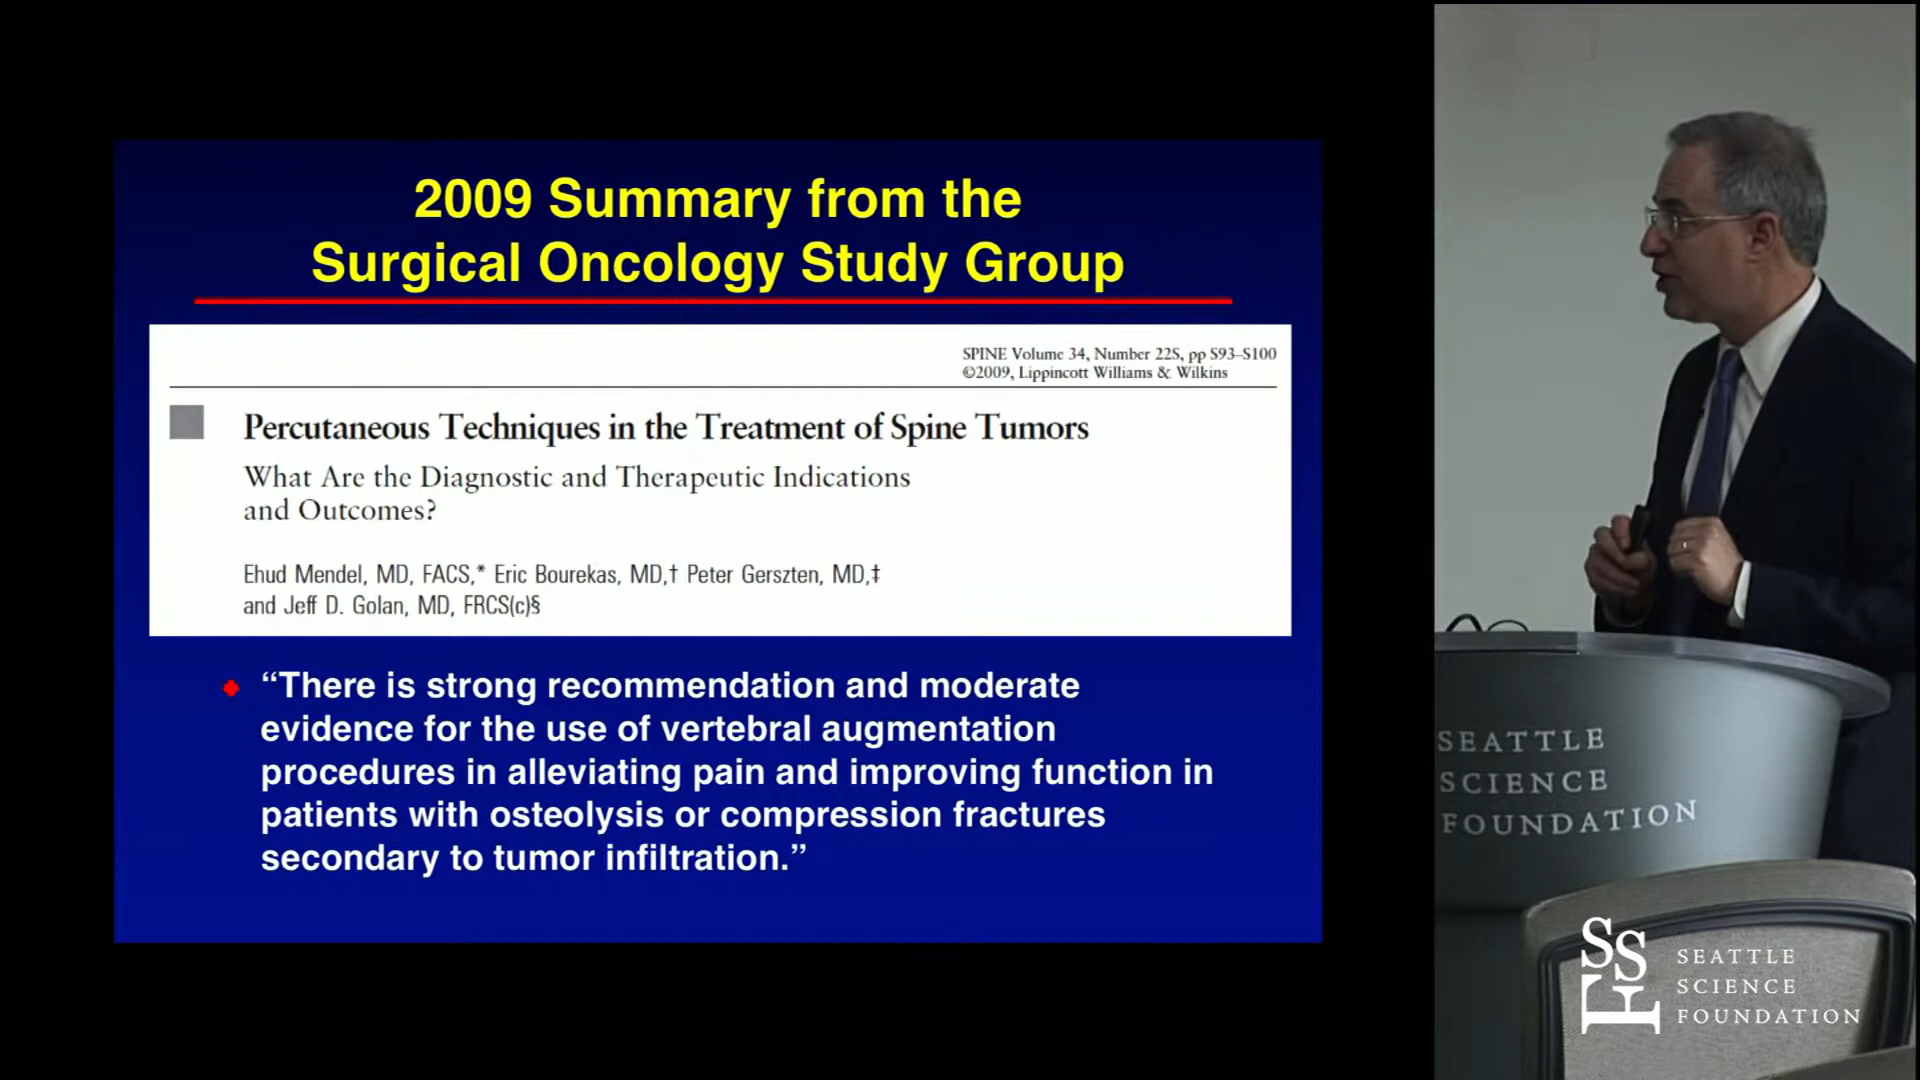 2009 Summary from the
Surgical Oncology Study Group
SPINE Volume 34, Number 22S, pp S93–S100
©2009, Lippincott Williams & Wilkins
Percutaneous Techniques in the Treatment of Spine Tumors
What Are the Diagnostic and Therapeutic Indications
and Outcomes?
Ehud Mendel, MD, FACS,* Eric Bourekas, MD,† Peter Gerszten, MD,‡
and Jeff D. Golan, MD, FRCS(c)§
“There is strong recommendation and moderate
evidence for the use of vertebral augmentation
procedures in alleviating pain and improving function in
patients with osteolysis or compression fractures
secondary to tumor infiltration.”
SEATTLE
SCIENCE
FOUNDATION
SSF
SEATTLE
SCIENCE
FOUNDATION